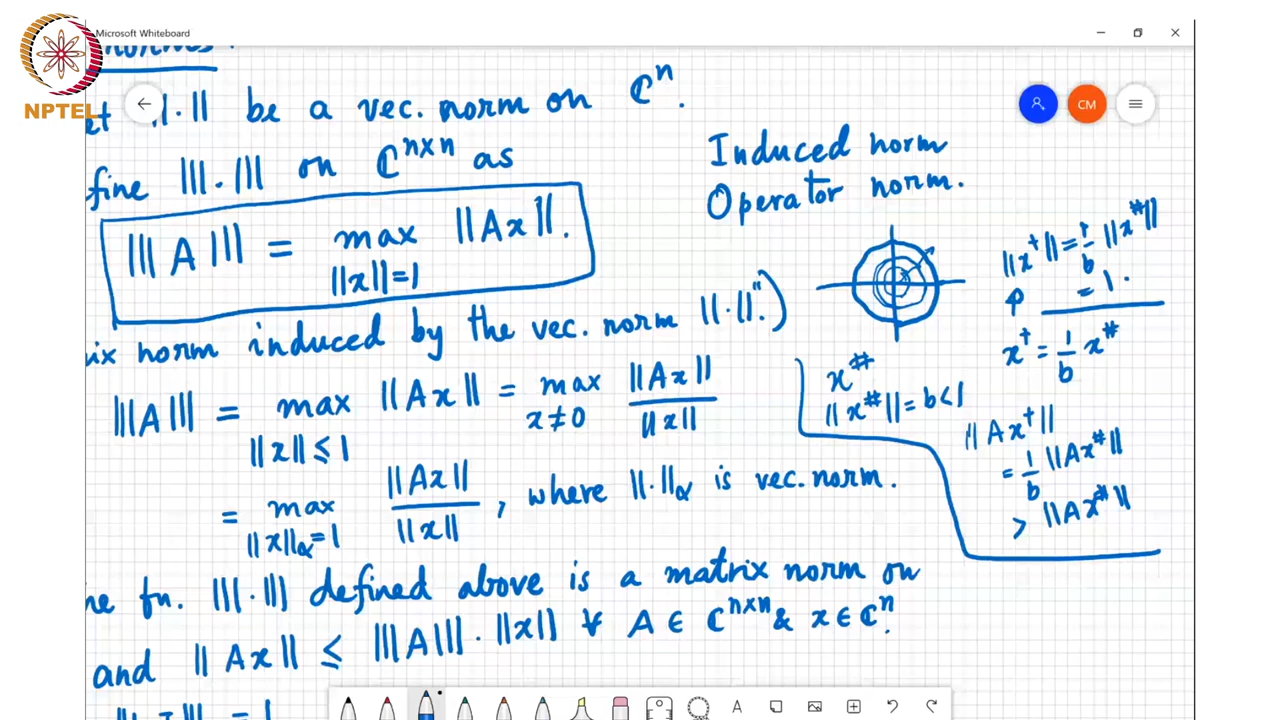 Microsoft Whiteboard
NPTEL
CM
||·|| be a vec. norm on ℂⁿ.
fine |||·||| on ℂⁿˣⁿ as
|||A||| = max ||Ax||.
||x||=1
ix norm induced by the vec. norm ||·||.")
|||A||| = max ||Ax|| = max ||Ax||/||x||
||x|| ≤ 1 x≠0
= max ||Ax||/||x||, where ||·||α is vec. norm.
||x||α=1
fn. |||·||| defined above is a matrix norm on
and ||Ax|| ≤ |||A|||·||x|| ∀ A ∈ ℂⁿˣⁿ & x ∈ ℂⁿ.
= 1
Induced norm
Operator norm.
||x†|| = 1/b ||x^#||
= 1.
x† = 1/b x^#
x^#
||x^#|| = b<1
||Ax†||
= 1/b ||Ax^#||
> ||Ax^#||
A